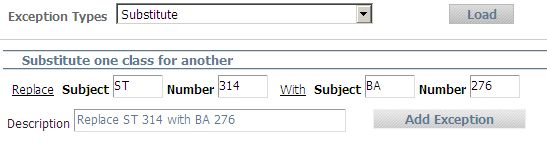 Exception Types Substitute Load
Substitute one class for another
Replace Subject ST Number 314 With Subject BA Number 276
Description Replace ST 314 with BA 276 Add Exception